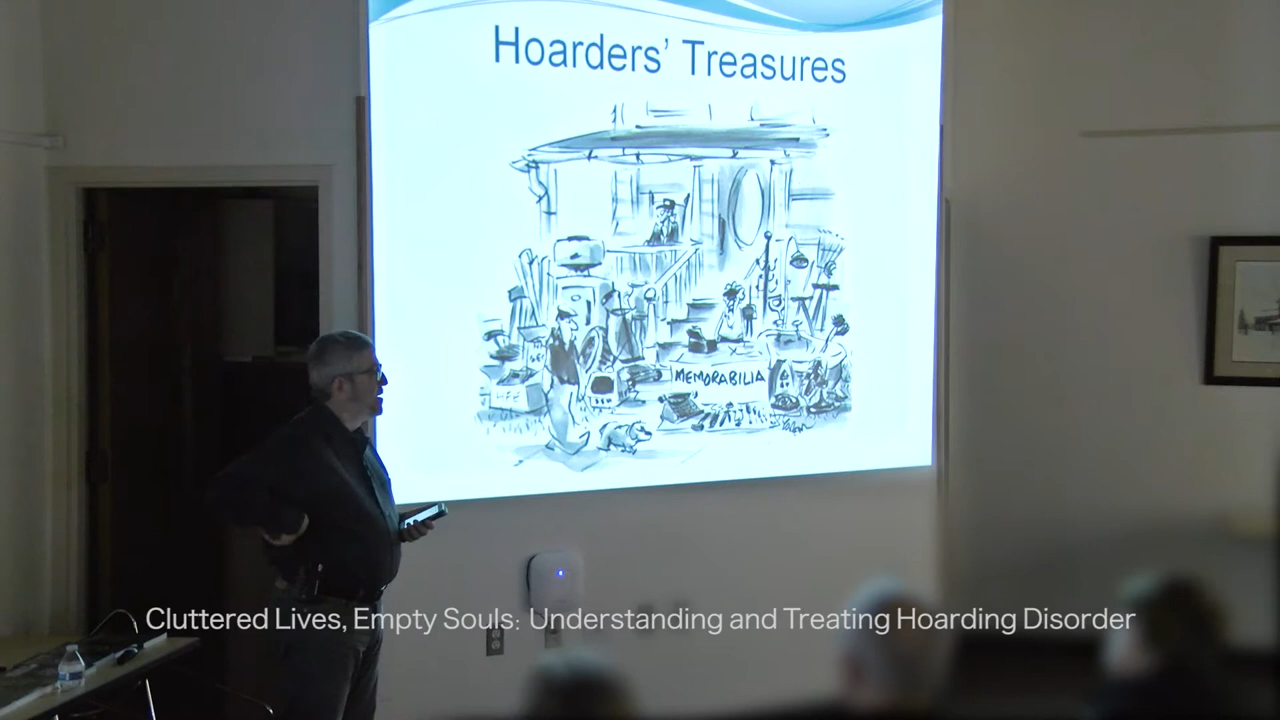 Hoarders' Treasures
MEMORABILIA
Cluttered Lives, Empty Souls: Understanding and Treating Hoarding Disorder